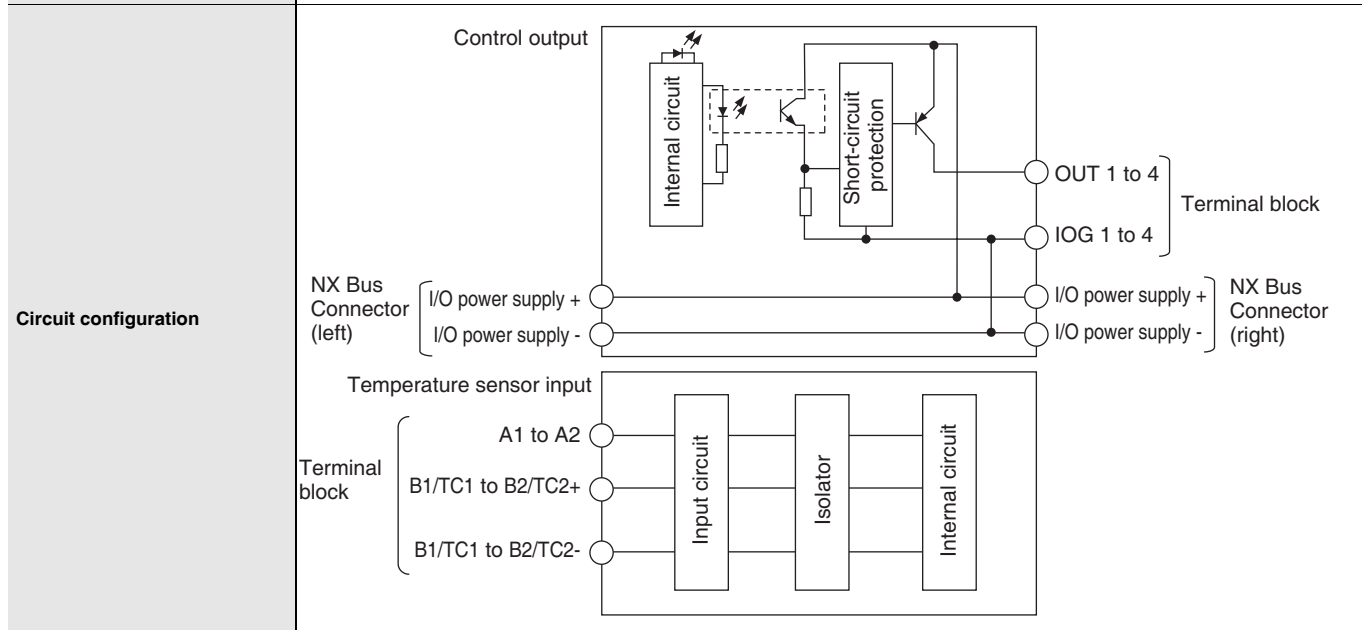 Circuit configuration
Control output
Internal circuit
Short-circuit
protection
OUT 1 to 4
IOG 1 to 4
Terminal block
NX Bus
Connector
(left)
I/O power supply +
I/O power supply -
I/O power supply +
I/O power supply -
NX Bus
Connector
(right)
Temperature sensor input
Terminal
block
A1 to A2
B1/TC1 to B2/TC2+
B1/TC1 to B2/TC2-
Input circuit
Isolator
Internal circuit